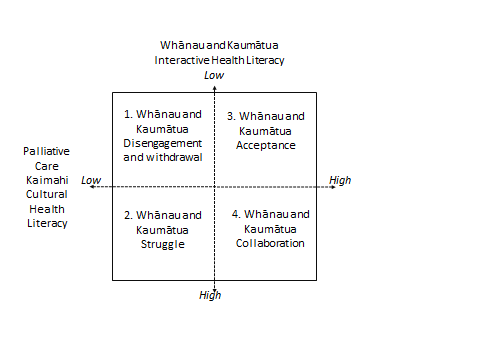 Whānau and Kaumātua
Interactive Health Literacy
Low
1. Whānau and
Kaumātua
Disengagement
and withdrawal
3. Whānau and
Kaumātua
Acceptance
Palliative
Care
Kaimahi
Cultural
Health
Literacy
Low
High
2. Whānau and
Kaumātua
Struggle
4. Whānau and
Kaumātua
Collaboration
High